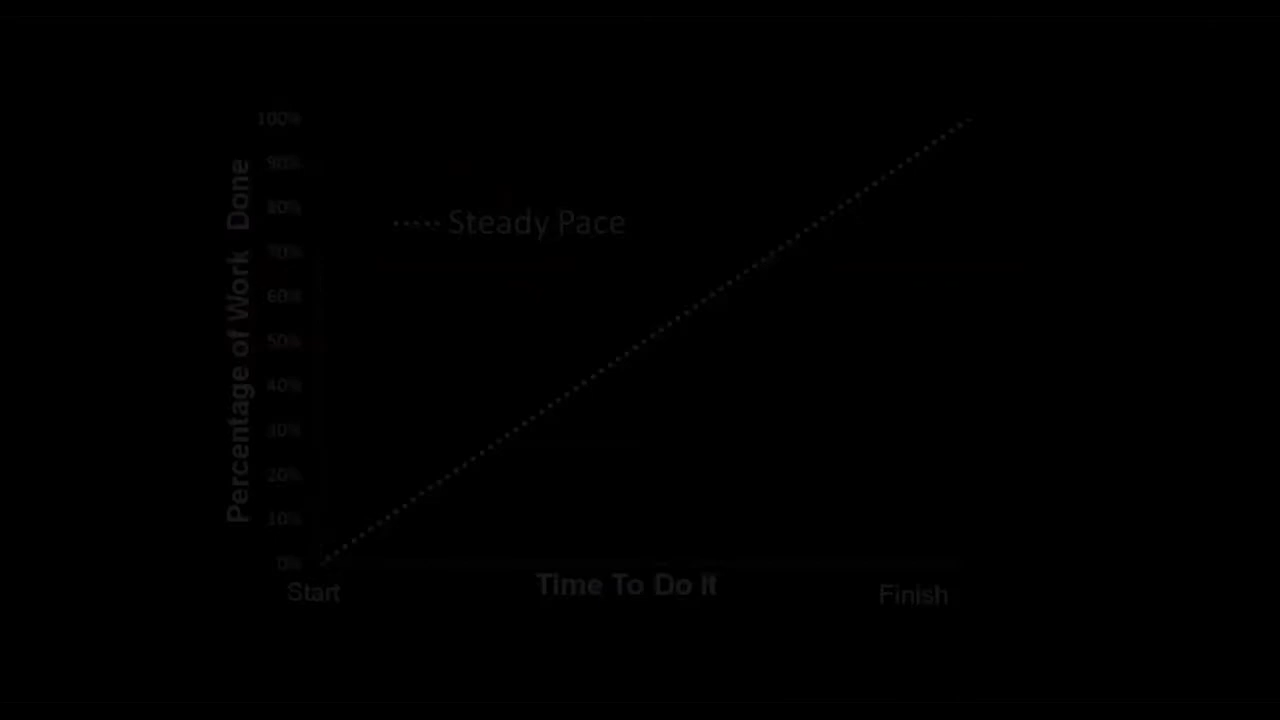 100%
90%
80%
70%
60%
50%
40%
30%
20%
10%
0%
Percentage of Work Done
Steady Pace
Start
Time To Do It
Finish